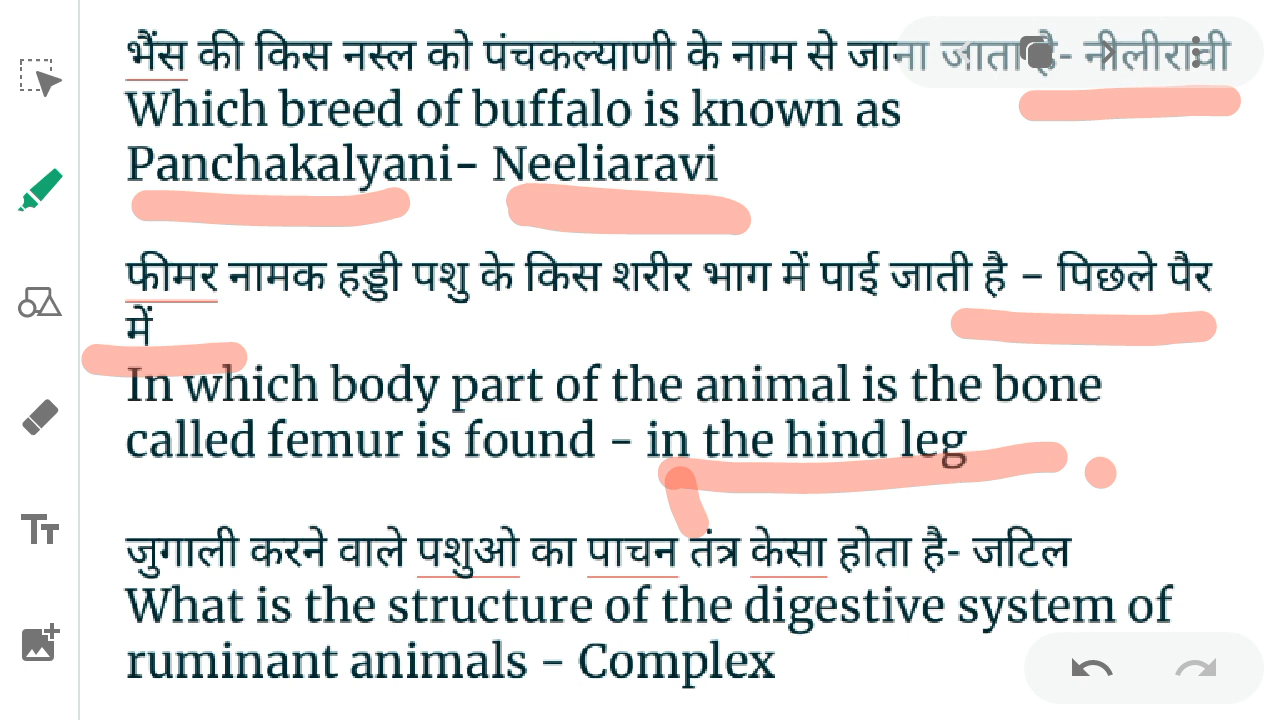 भैंस की किस नस्ल को पंचकल्याणी के नाम से जाना जाता है- नीलीरावी
Which breed of buffalo is known as
Panchakalyani- Neeliaravi
फीमर नामक हड्डी पशु के किस शरीर भाग में पाई जाती है - पिछले पैर
में
In which body part of the animal is the bone
called femur is found - in the hind leg
जुगाली करने वाले पशुओ का पाचन तंत्र केसा होता है- जटिल
What is the structure of the digestive system of
ruminant animals - Complex
TT